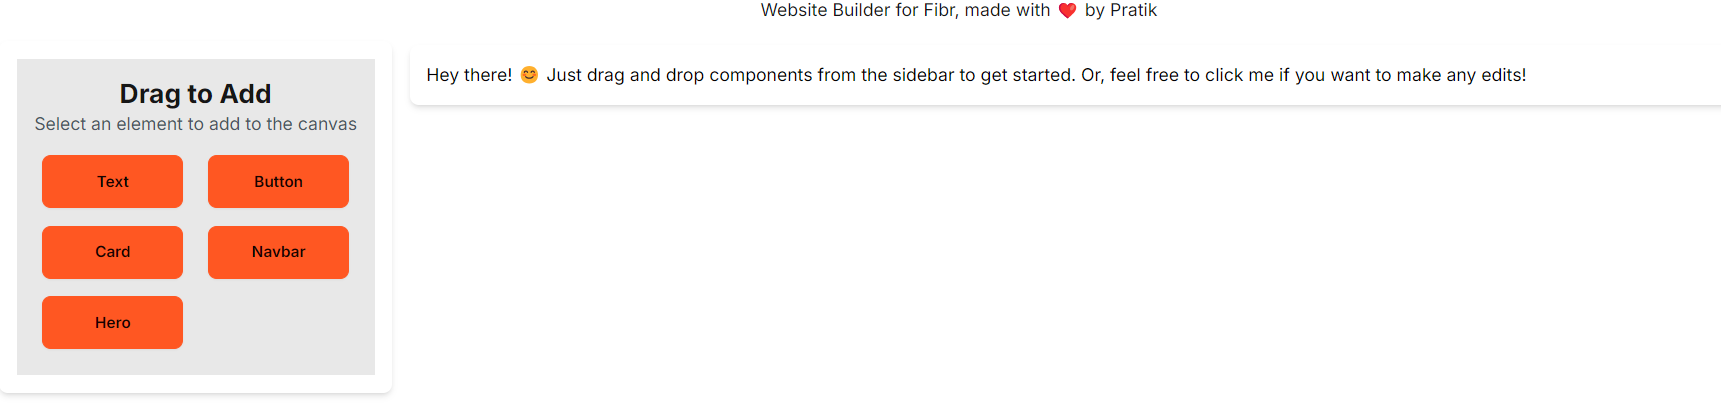 Website Builder for Fibr, made with ❤️ by Pratik
Drag to Add
Select an element to add to the canvas
Text
Button
Card
Navbar
Hero
Hey there! 😊 Just drag and drop components from the sidebar to get started. Or, feel free to click me if you want to make any edits!